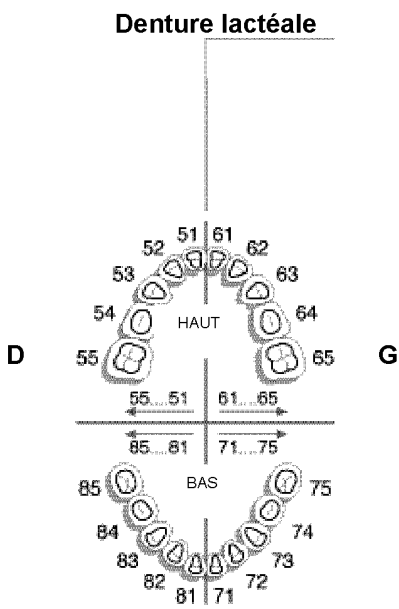 Denture lactéale
51 61
52 62
53 63
54 64
HAUT
D G
55 65
55.....51 61.....65
85.....81 71.....75
85 BAS 75
84 74
83 73
82 72
81 71